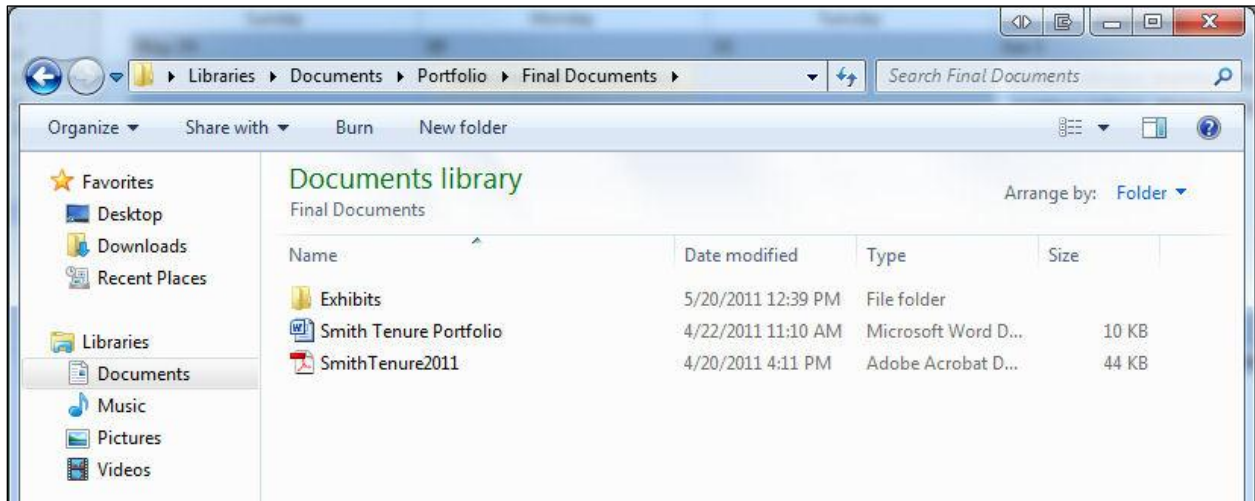 Sunday Monday Tuesday
Libraries Documents Portfolio Final Documents Search Final Documents
Organize Share with Burn New folder
Favorites
Desktop
Downloads
Recent Places
Libraries
Documents
Music
Pictures
Videos
Documents library
Final Documents
Arrange by: Folder
Name Date modified Type Size
Exhibits 5/20/2011 12:39 PM File folder
Smith Tenure Portfolio 4/22/2011 11:10 AM Microsoft Word D... 10 KB
SmithTenure2011 4/20/2011 4:11 PM Adobe Acrobat D... 44 KB